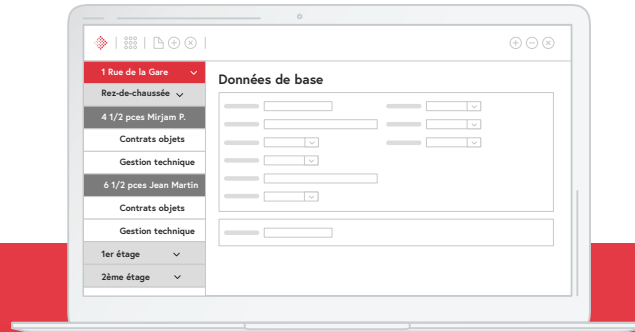 1 Rue de la Gare
Données de base
Rez-de-chaussée
4 1/2 pces Mirjam P.
Contrats objets
Gestion technique
6 1/2 pces Jean Martin
Contrats objets
Gestion technique
1er étage
2ème étage